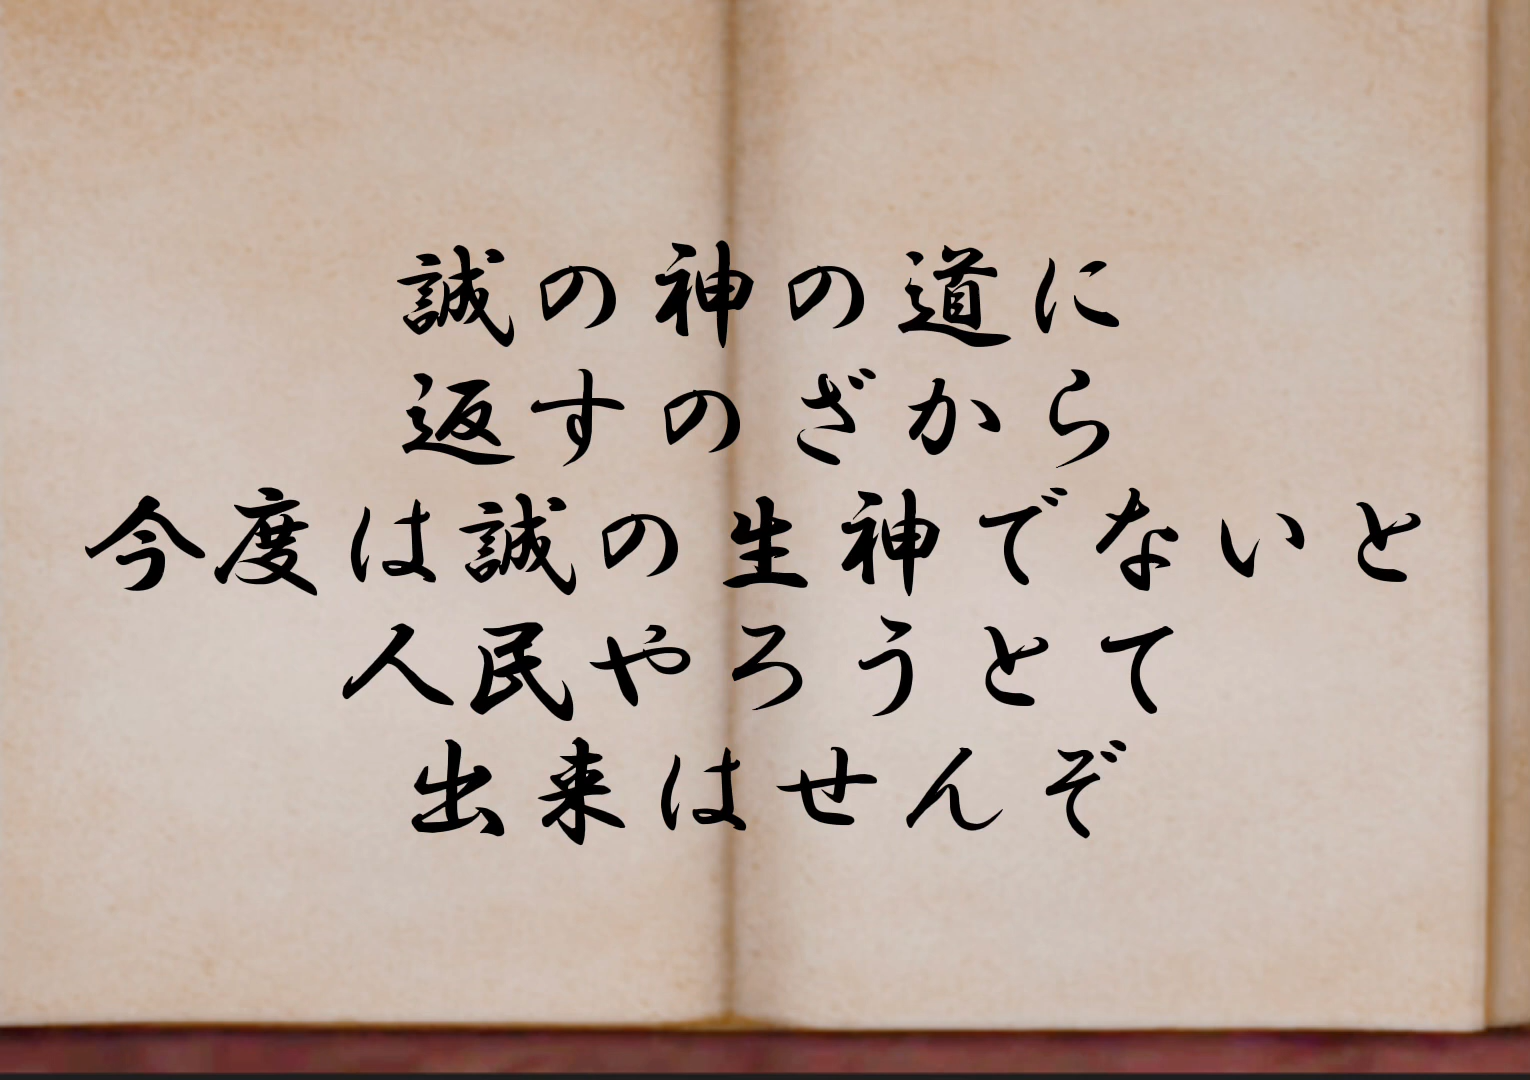 誠の神の道に
返すのざから
今度は誠の生神でないと
人民やろうとて
出来はせんぞ